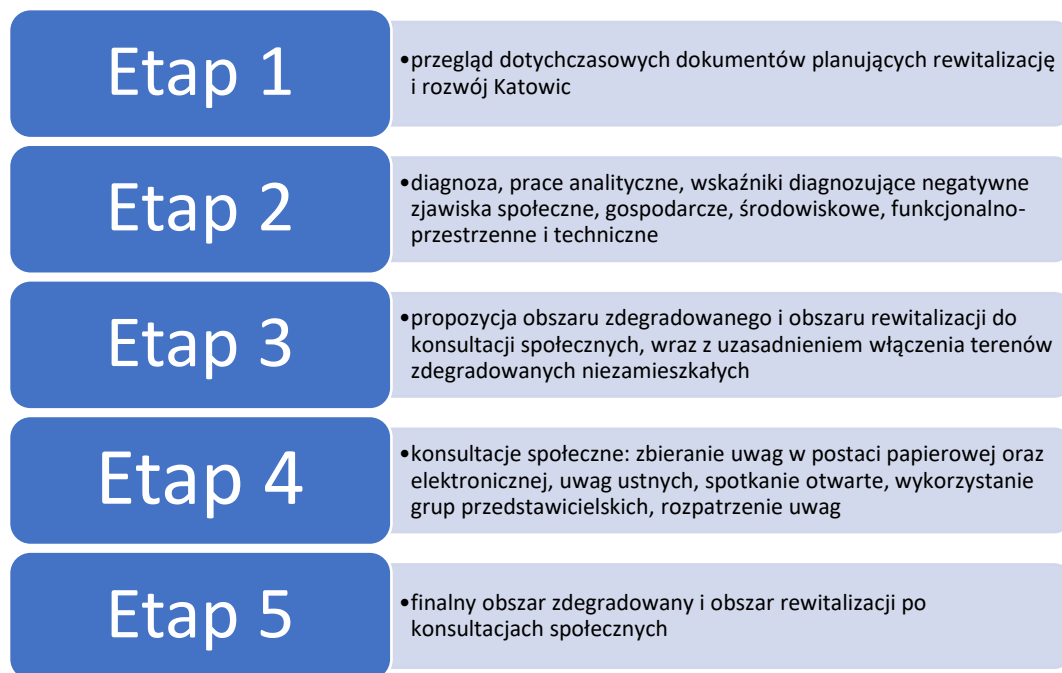 Etap 1
•przegląd dotychczasowych dokumentów planujących rewitalizację
i rozwój Katowic
Etap 2
•diagnoza, prace analityczne, wskaźniki diagnozujące negatywne
zjawiska społeczne, gospodarcze, środowiskowe, funkcjonalno-
przestrzenne i techniczne
Etap 3
•propozycja obszaru zdegradowanego i obszaru rewitalizacji do
konsultacji społecznych, wraz z uzasadnieniem włączenia terenów
zdegradowanych niezamieszkałych
Etap 4
•konsultacje społeczne: zbieranie uwag w postaci papierowej oraz
elektronicznej, uwag ustnych, spotkanie otwarte, wykorzystanie
grup przedstawicielskich, rozpatrzenie uwag
Etap 5
•finalny obszar zdegradowany i obszar rewitalizacji po
konsultacjach społecznych